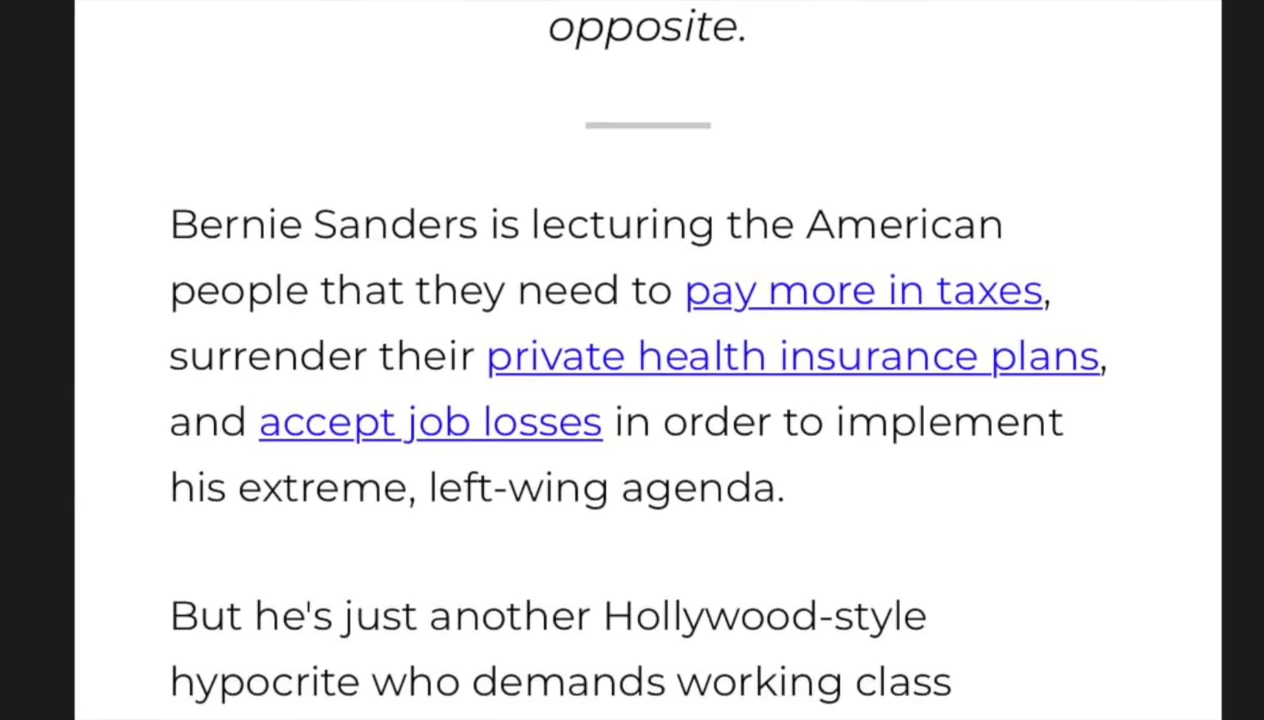 opposite.
Bernie Sanders is lecturing the American
people that they need to pay more in taxes,
surrender their private health insurance plans,
and accept job losses in order to implement
his extreme, left-wing agenda.
But he's just another Hollywood-style
hypocrite who demands working class